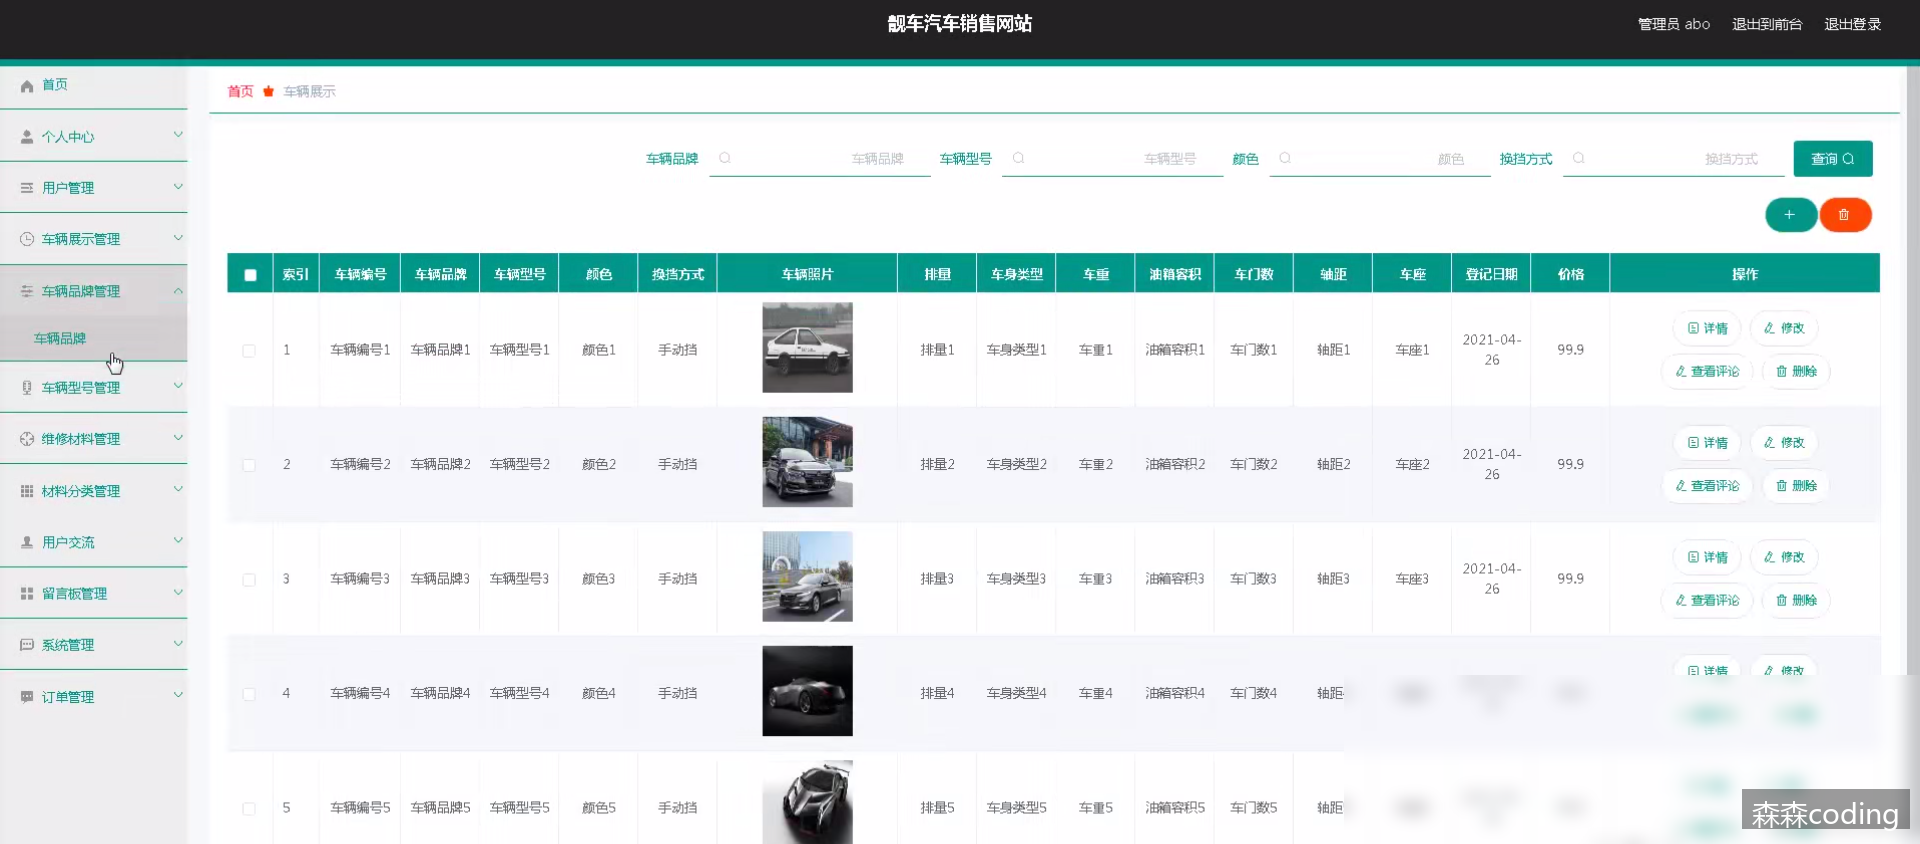 靓车汽车销售网站
管理员 abo 退出到前台 退出登录
首页
个人中心
用户管理
车辆展示管理
车辆品牌管理
车辆品牌
车辆型号管理
维修材料管理
材料分类管理
用户交流
留言板管理
系统管理
订单管理
首页 车辆展示
车辆品牌 车辆品牌 车辆型号 车辆型号 颜色 颜色 换挡方式 换挡方式 查询
索引 车辆编号 车辆品牌 车辆型号 颜色 换挡方式 车辆照片 排量 车身类型 车重 油箱容积 车门数 轴距 车座 登记日期 价格 操作
1 车辆编号1 车辆品牌1 车辆型号1 颜色1 手动挡 排量1 车身类型1 车重1 油箱容积1 车门数1 轴距1 车座1 2021-04-26 99.9 详情 修改
查看评论 删除
2 车辆编号2 车辆品牌2 车辆型号2 颜色2 手动挡 排量2 车身类型2 车重2 油箱容积2 车门数2 轴距2 车座2 2021-04-26 99.9 详情 修改
查看评论 删除
3 车辆编号3 车辆品牌3 车辆型号3 颜色3 手动挡 排量3 车身类型3 车重3 油箱容积3 车门数3 轴距3 车座3 2021-04-26 99.9 详情 修改
查看评论 删除
4 车辆编号4 车辆品牌4 车辆型号4 颜色4 手动挡 排量4 车身类型4 车重4 油箱容积4 车门数4 轴距 详情 修改
5 车辆编号5 车辆品牌5 车辆型号5 颜色5 手动挡 排量5 车身类型5 车重5 油箱容积5 车门数5 轴距
森森coding